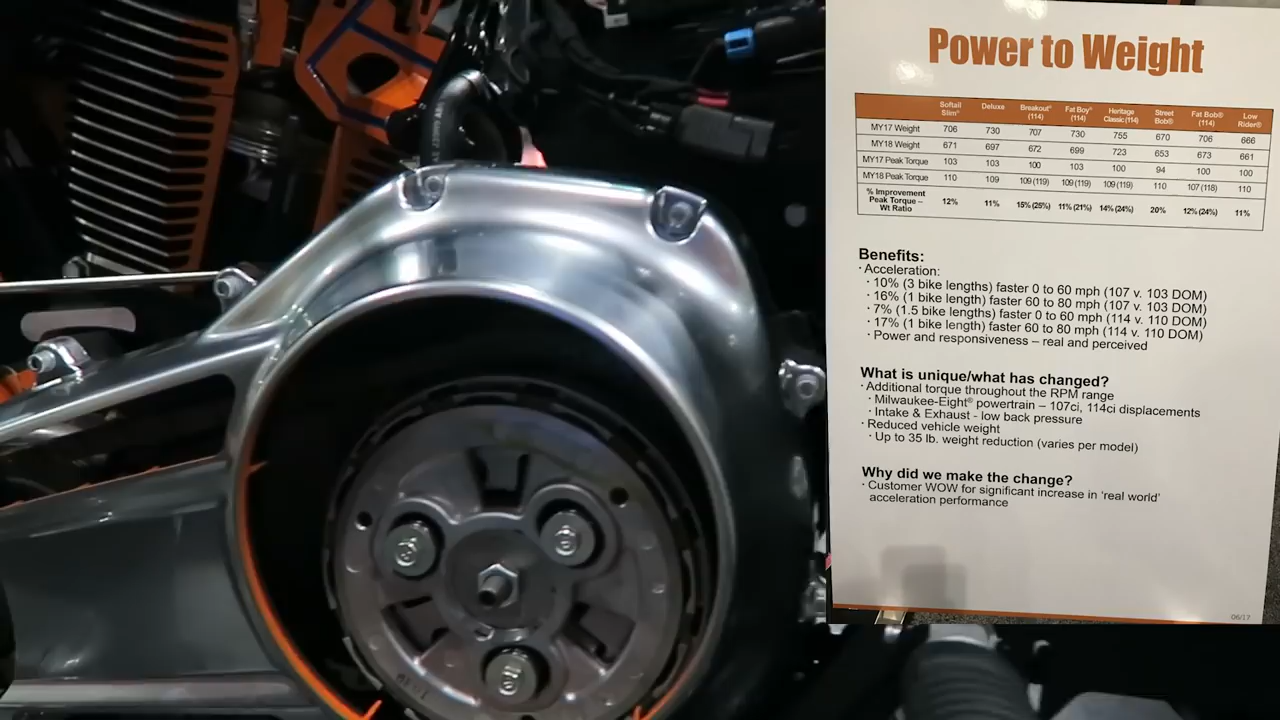 Power to Weight
Softail Slim® Deluxe Breakout® (114) Fat Boy® (114) Heritage Classic (114) Street Bob® Fat Bob® (114) Low Rider®
MY17 Weight 706 730 707 730 755 670 706 666
MY18 Weight 671 697 672 699 723 653 673 661
MY17 Peak Torque 103 103 100 103 100 94 100 100
MY18 Peak Torque 110 109 109 (119) 109 (119) 109 (119) 110 107 (118) 110
% Improvement Peak Torque – Wt Ratio 12% 11% 15% (25%) 11% (21%) 14% (24%) 20% 12% (24%) 11%
Benefits:
· Acceleration:
· 10% (3 bike lengths) faster 0 to 60 mph (107 v. 103 DOM)
· 16% (1 bike length) faster 60 to 80 mph (107 v. 103 DOM)
· 7% (1.5 bike lengths) faster 0 to 60 mph (114 v. 110 DOM)
· 17% (1 bike length) faster 60 to 80 mph (114 v. 110 DOM)
· Power and responsiveness – real and perceived
What is unique/what has changed?
· Additional torque throughout the RPM range
· Milwaukee-Eight® powertrain – 107ci, 114ci displacements
· Intake & Exhaust - low back pressure
· Reduced vehicle weight
· Up to 35 lb. weight reduction (varies per model)
Why did we make the change?
· Customer WOW for significant increase in 'real world'
acceleration performance
06/17